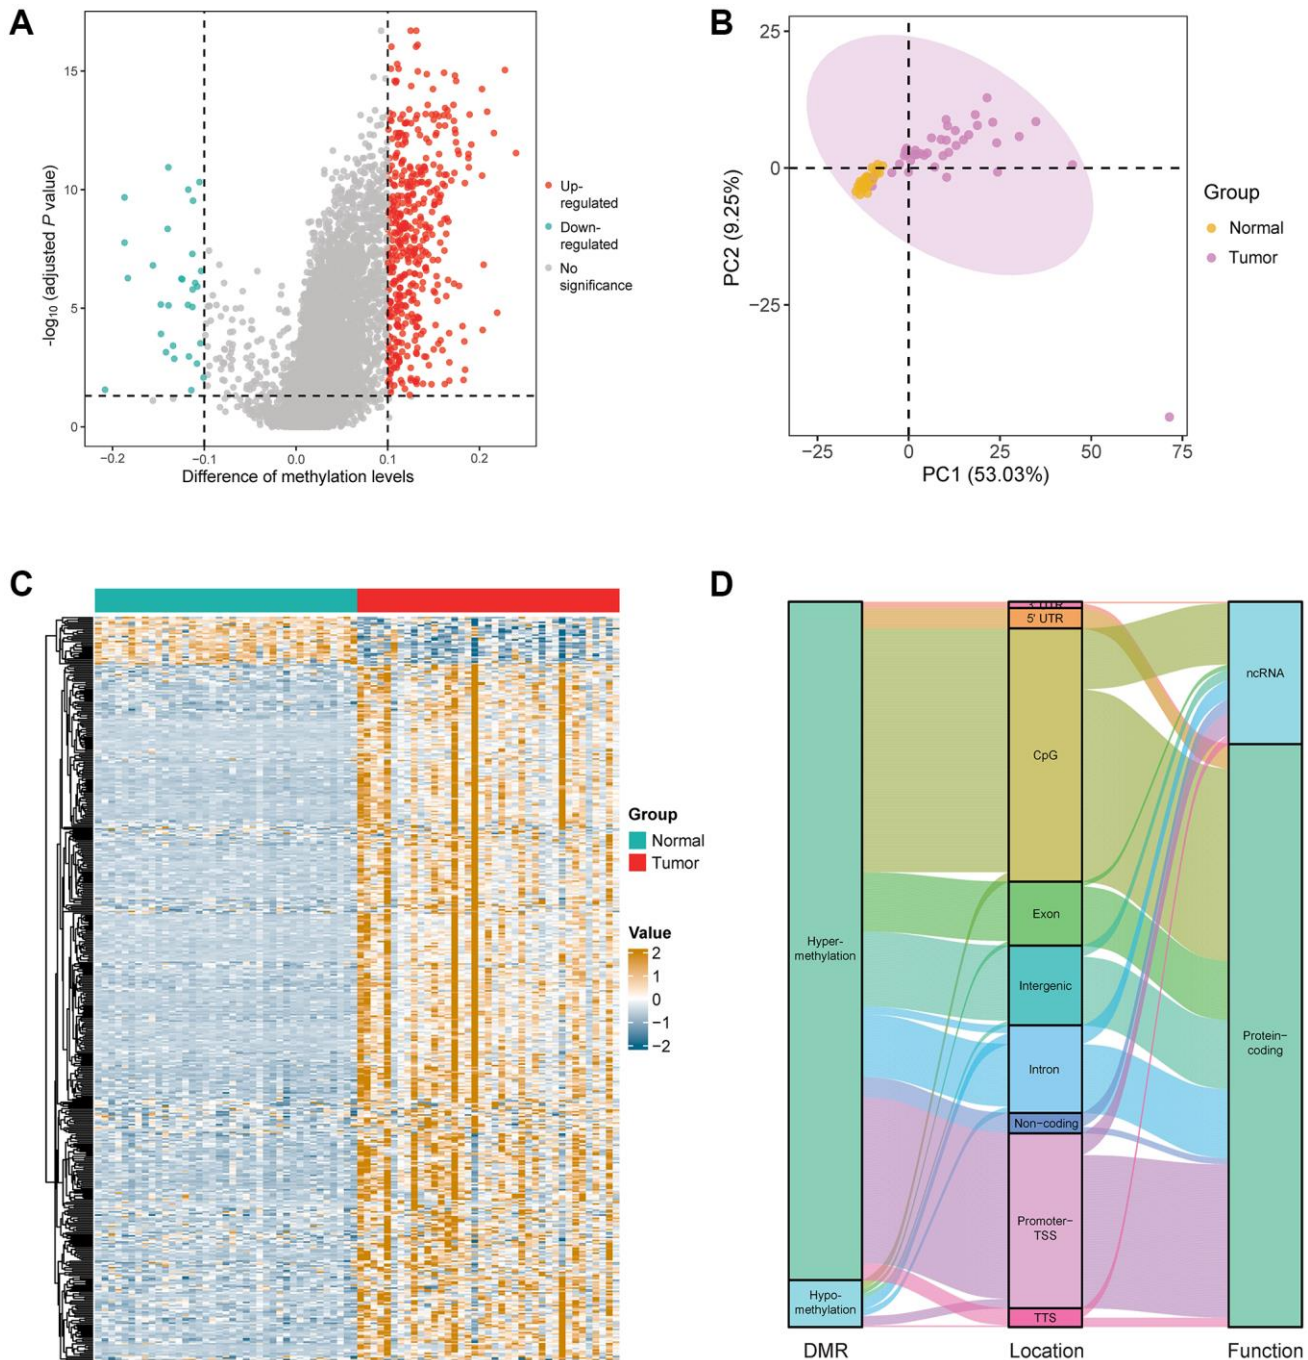 A
15
10
5
0
-log10 (adjusted P value)
−0.2
−0.1
0.0
0.1
0.2
Difference of methylation levels
Up-
regulated
Down-
regulated
No
significance
B
25
0
−25
PC2 (9.25%)
−25
0
25
50
75
PC1 (53.03%)
Group
Normal
Tumor
C
Group
Normal
Tumor
Value
2
1
0
−1
−2
D
Hyper-
methylation
Hypo-
methylation
3' UTR
5' UTR
CpG
Exon
Intergenic
Intron
Non−coding
Promoter−
TSS
TTS
ncRNA
Protein−
coding
DMR
Location
Function